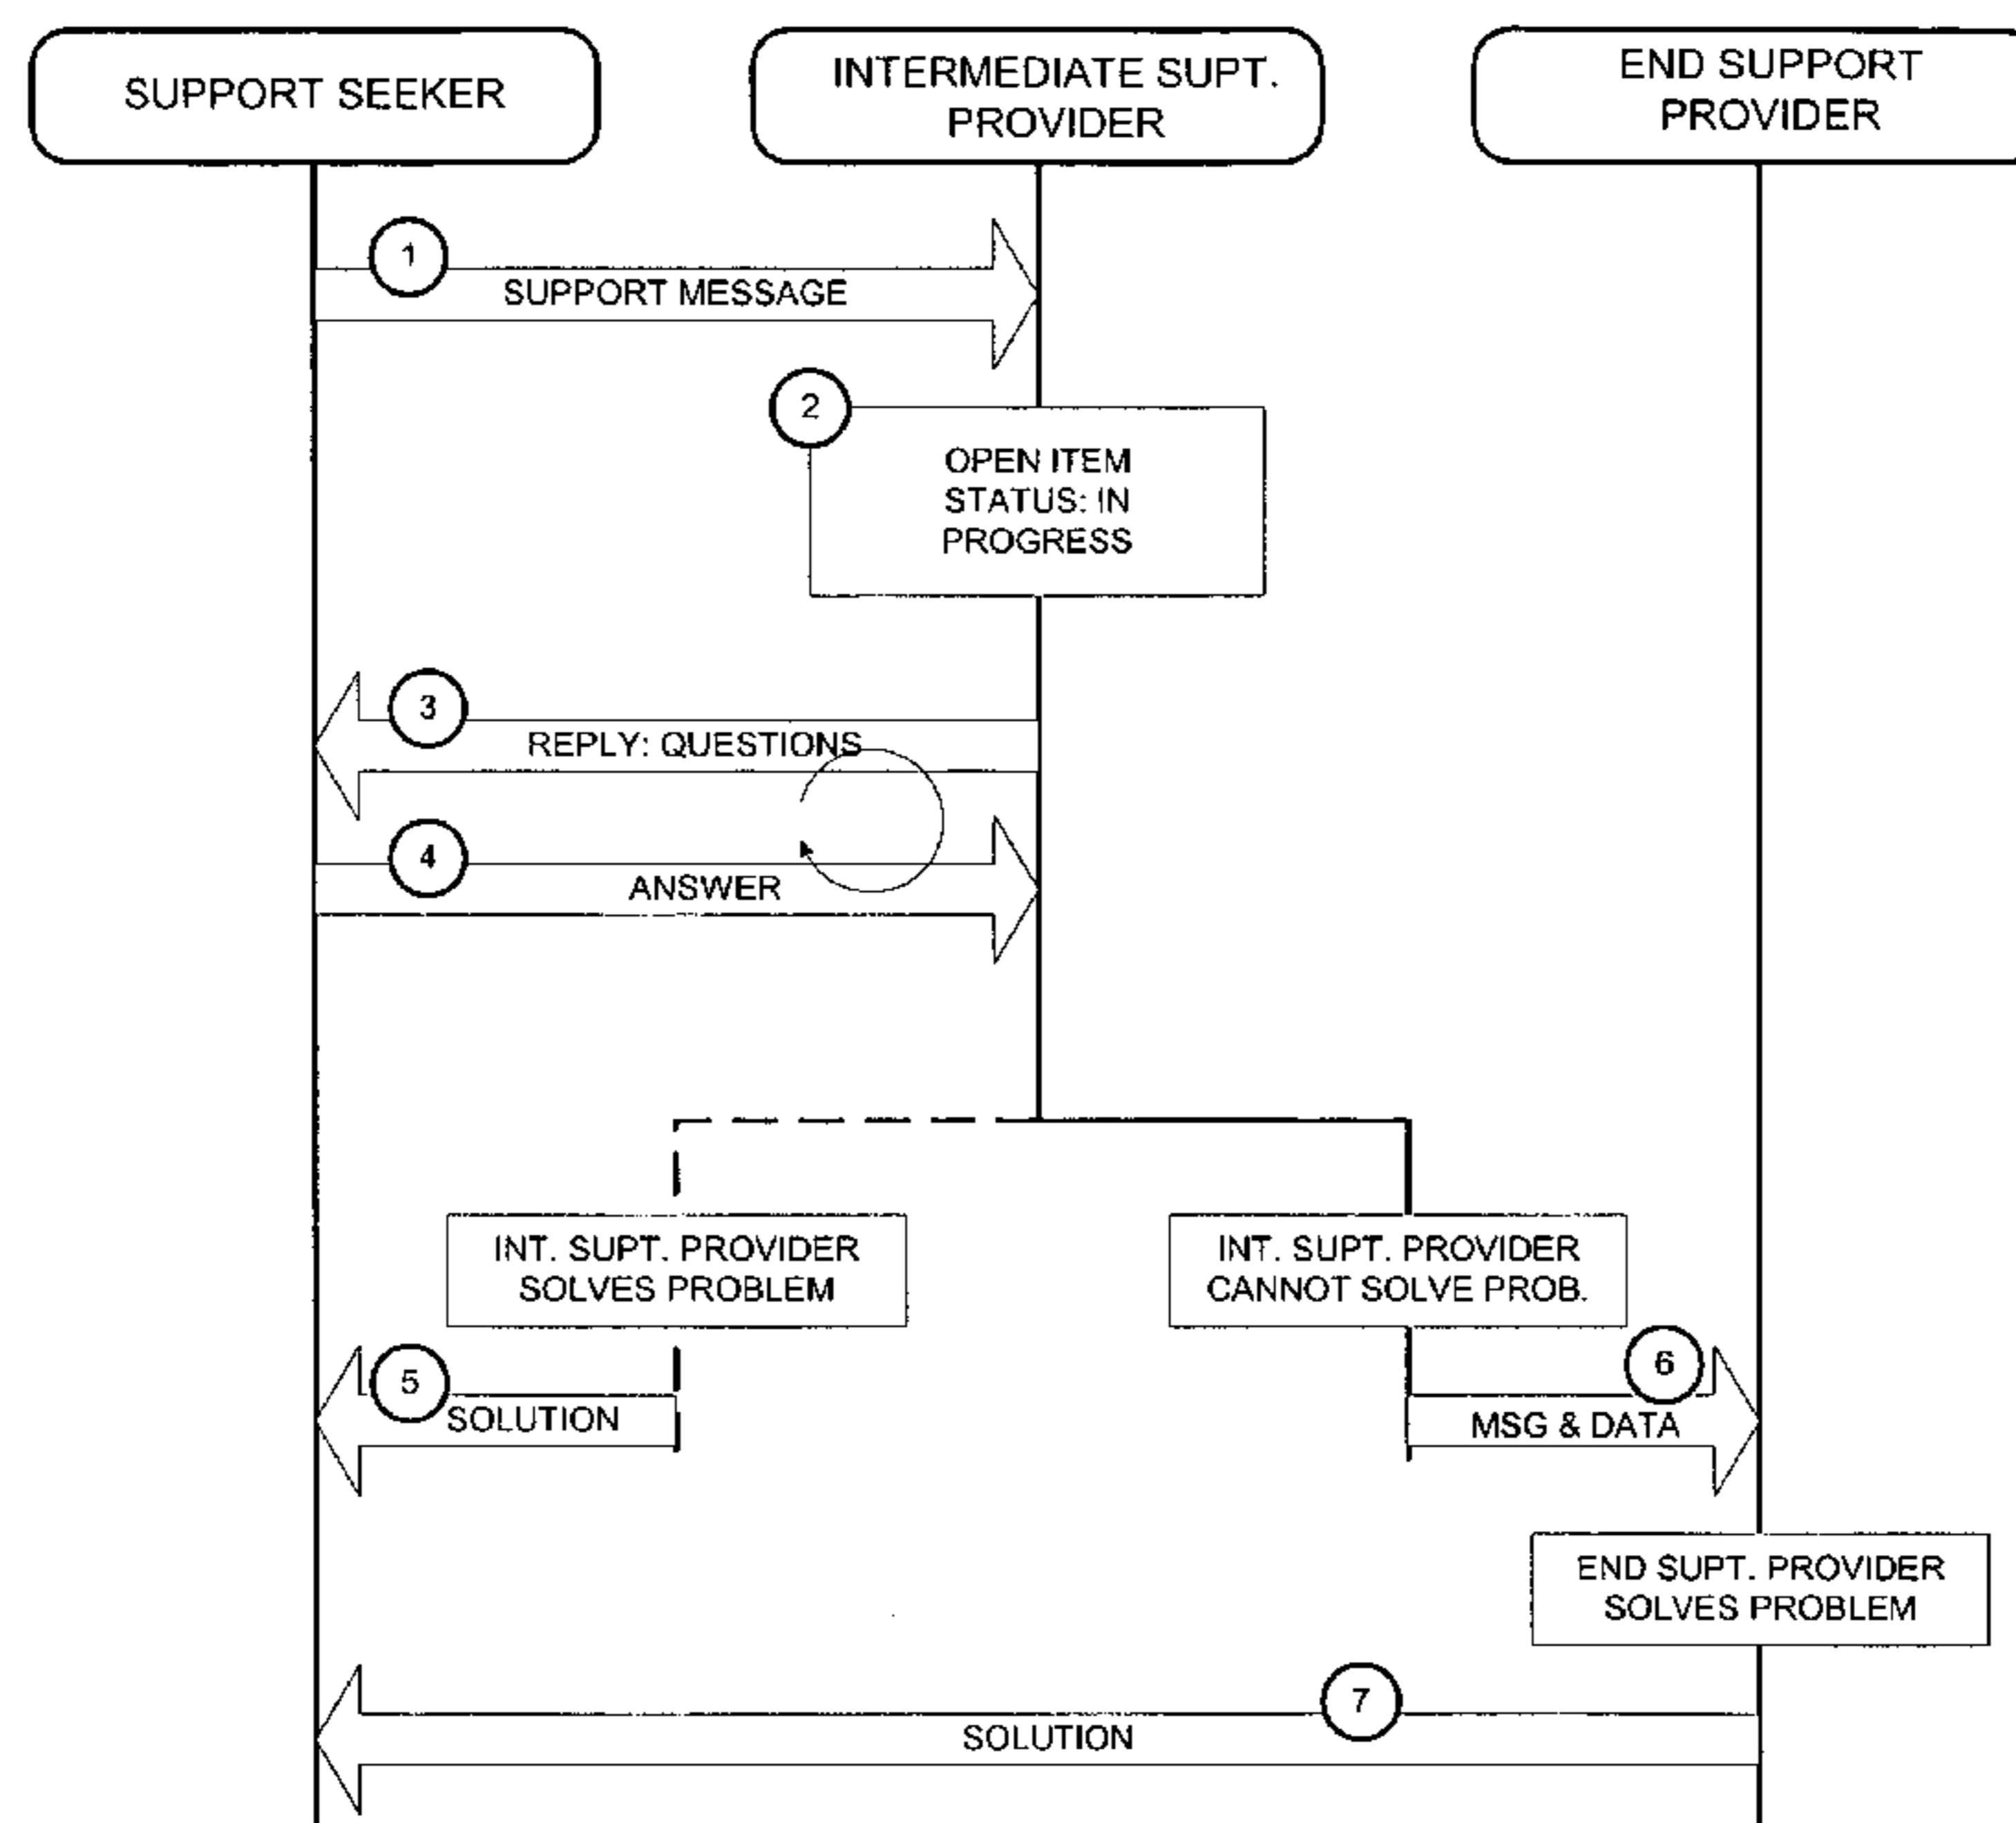 SUPPORT SEEKER
INTERMEDIATE SUPT.
PROVIDER
END SUPPORT
PROVIDER
1
SUPPORT MESSAGE
2
OPEN ITEM
STATUS: IN
PROGRESS
3
REPLY: QUESTIONS
4
ANSWER
INT. SUPT. PROVIDER
SOLVES PROBLEM
INT. SUPT. PROVIDER
CANNOT SOLVE PROB.
5
SOLUTION
6
MSG & DATA
END SUPT. PROVIDER
SOLVES PROBLEM
7
SOLUTION